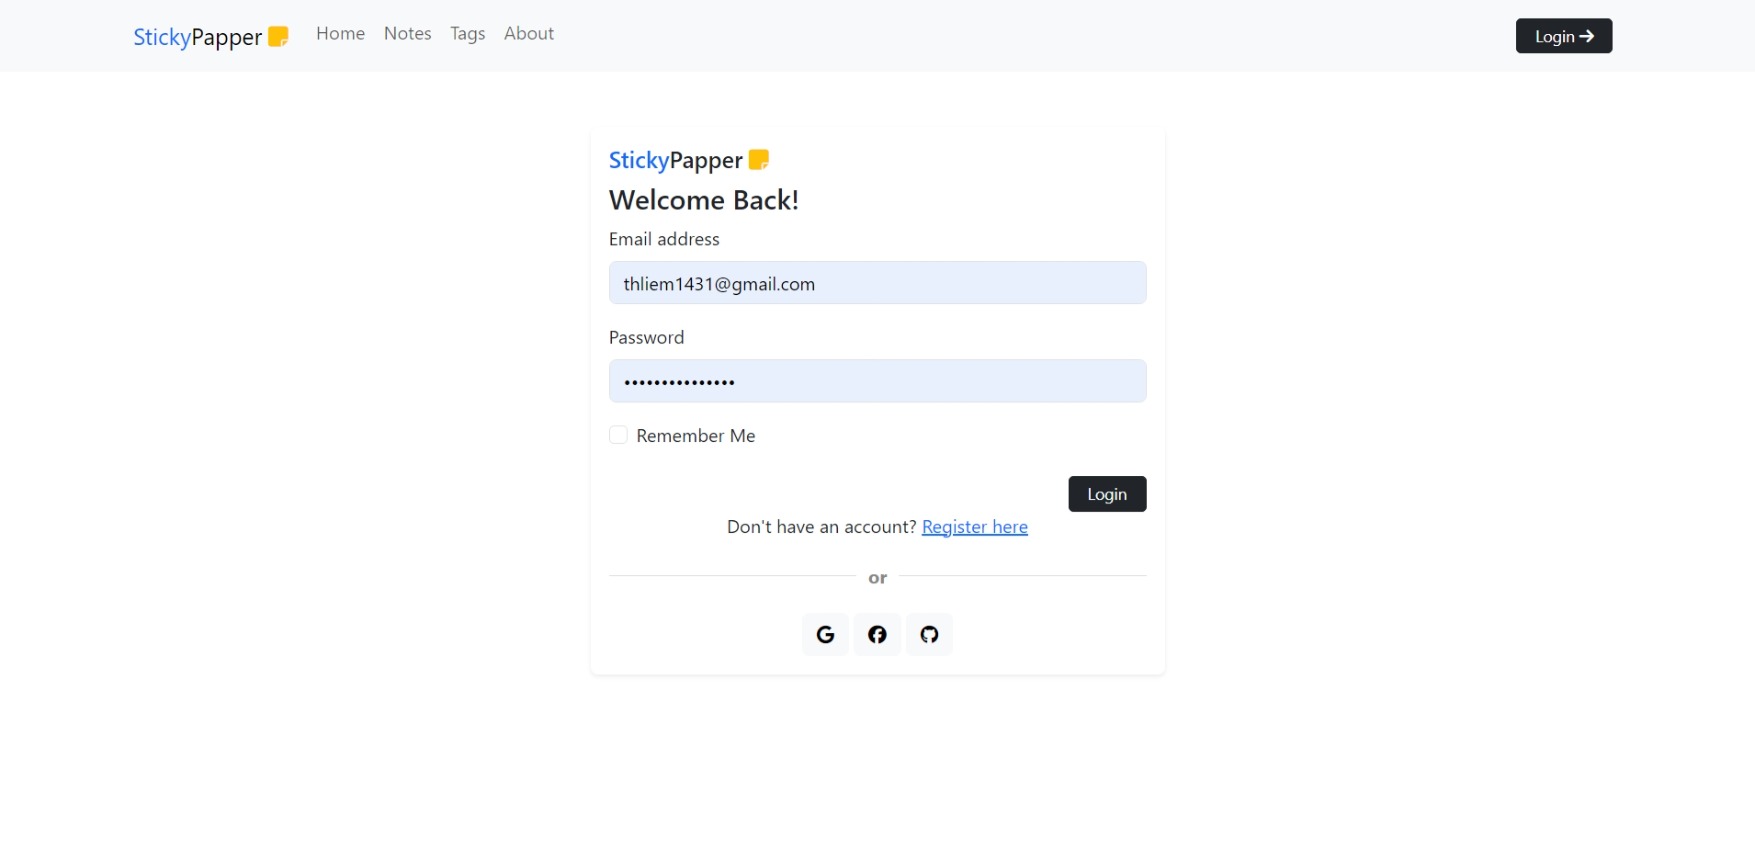 StickyPapper Home Notes Tags About Login
StickyPapper
Welcome Back!
Email address
thliem1431@gmail.com
Password
•••••••••••••••
Remember Me
Login
Don't have an account? Register here
or